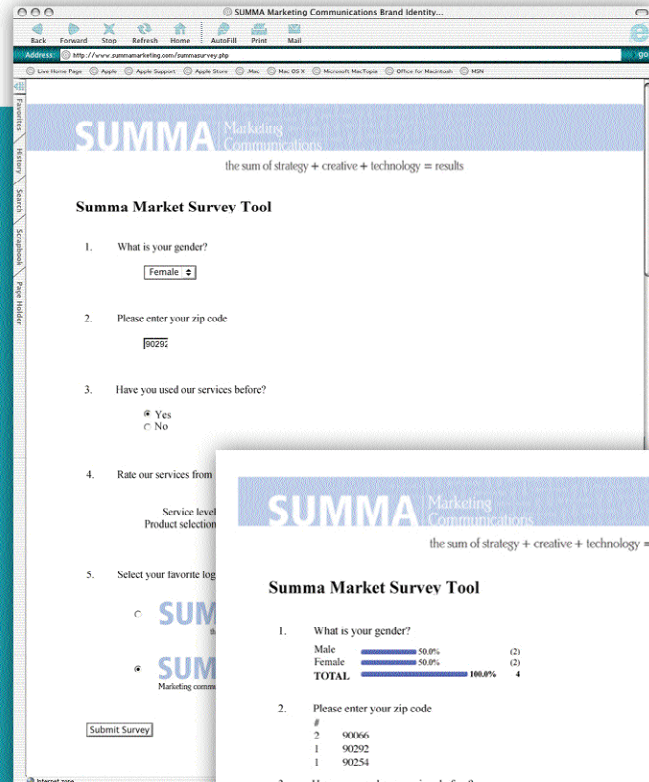 SUMMA Marketing Communications Brand Identity...
Back Forward Stop Refresh Home AutoFill Print Mail
Address: http://www.summamarketing.com/summasurvey.php go
Live Home Page Apple Apple Support Apple Store .Mac Mac OS X Microsoft MacTopia Office for Macintosh MSN
Favorites
History
Search
Scrapbook
Page Holder
SUMMA Marketing
Communications
the sum of strategy + creative + technology = results
Summa Market Survey Tool
1. What is your gender?
Female
2. Please enter your zip code
90292
3. Have you used our services before?
Yes
No
4. Rate our services from
Service level
Product selection
5. Select your favorite log
SUM
SUM
Marketing commu
Submit Survey
Internet zone
SUMMA Marketing
Communications
the sum of strategy + creative + technology =
Summa Market Survey Tool
1. What is your gender?
Male 50.0% (2)
Female 50.0% (2)
TOTAL 100.0% 4
2. Please enter your zip code
#
2 90066
1 90292
1 90254